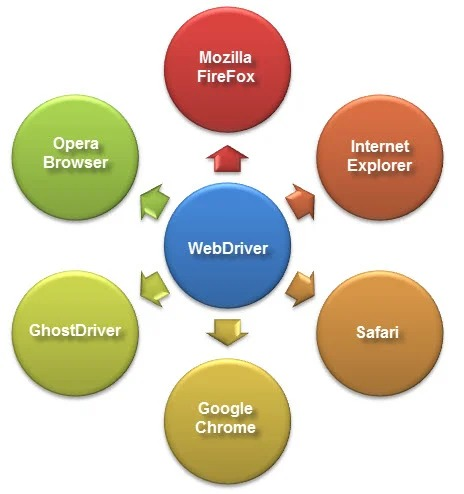 Mozilla
FireFox
Opera
Browser
Internet
Explorer
WebDriver
GhostDriver
Safari
Google
Chrome